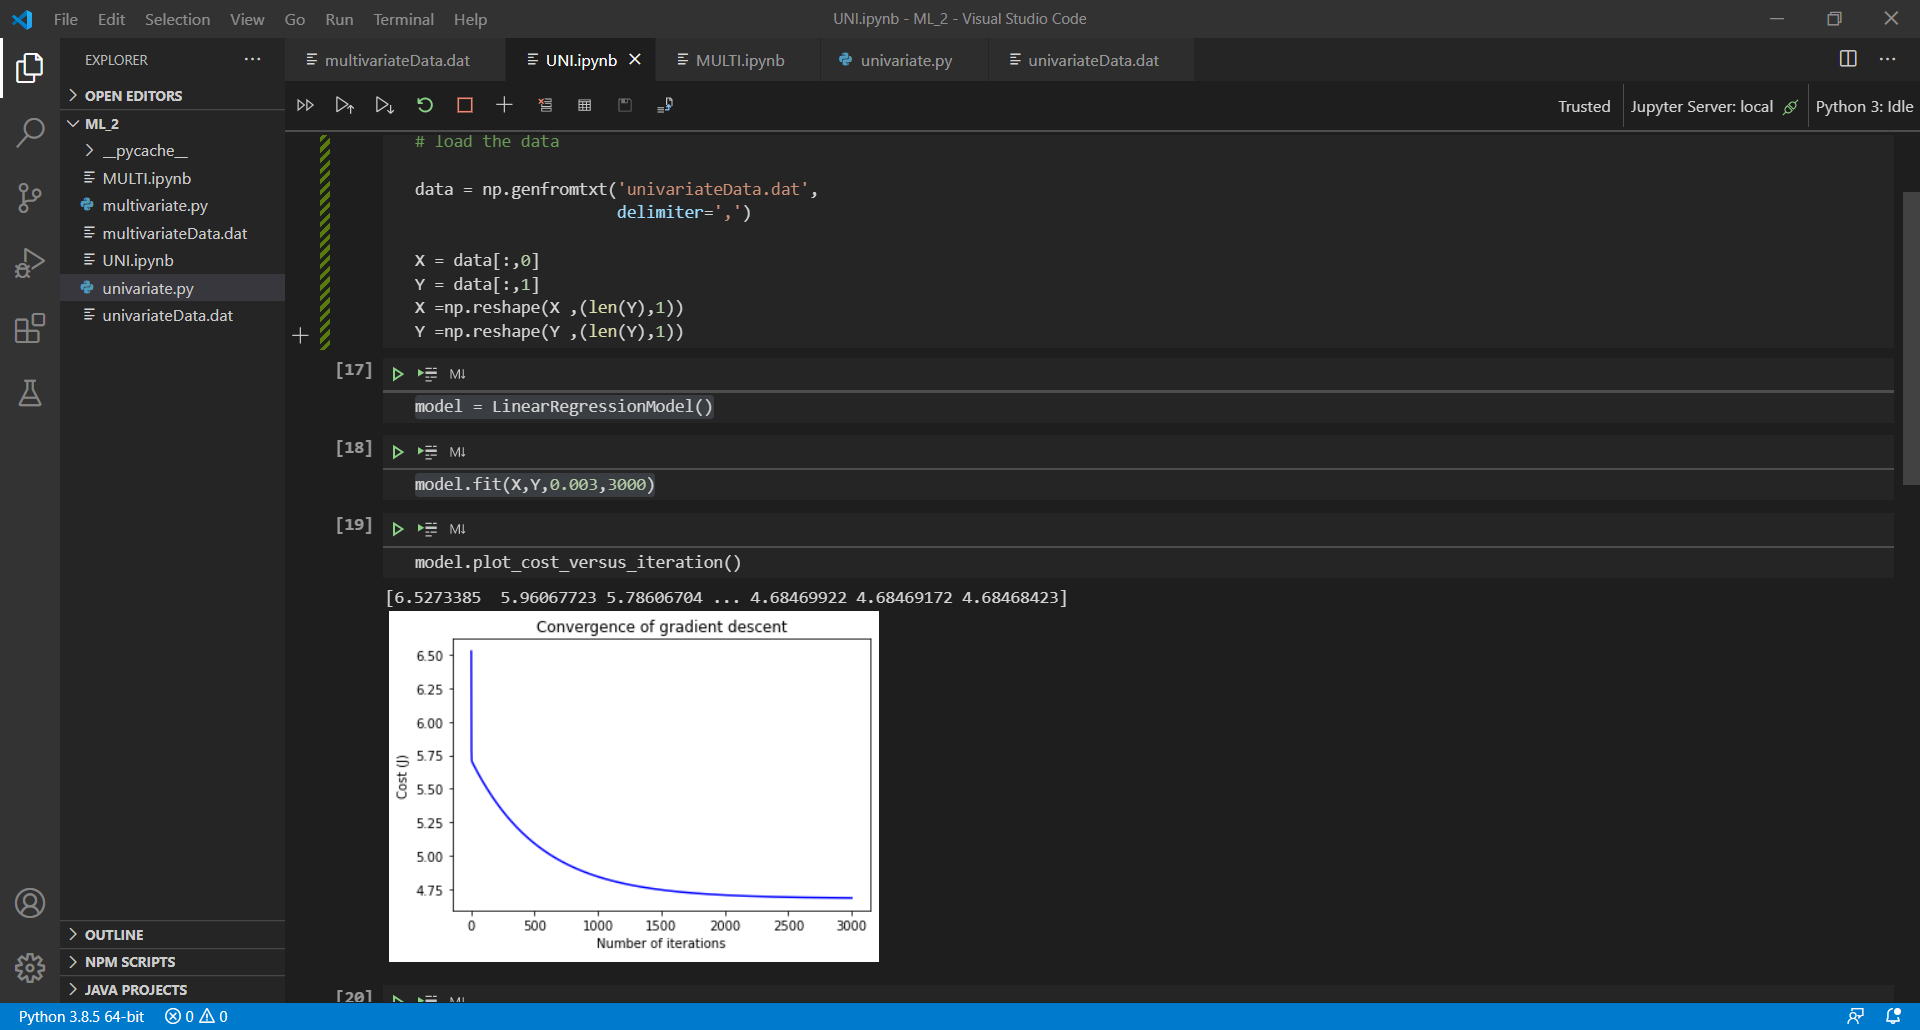 File Edit Selection View Go Run Terminal Help
UNI.ipynb - ML_2 - Visual Studio Code
EXPLORER
OPEN EDITORS
ML_2
__pycache__
MULTI.ipynb
multivariate.py
multivariateData.dat
UNI.ipynb
univariate.py
univariateData.dat
OUTLINE
NPM SCRIPTS
JAVA PROJECTS
multivariateData.dat UNI.ipynb MULTI.ipynb univariate.py univariateData.dat
Trusted Jupyter Server: local Python 3: Idle
# load the data
data = np.genfromtxt('univariateData.dat',
delimiter=',')
X = data[:,0]
Y = data[:,1]
X =np.reshape(X ,(len(Y),1))
Y =np.reshape(Y ,(len(Y),1))
[17] M↓
model = LinearRegressionModel()
[18] M↓
model.fit(X,Y,0.003,3000)
[19] M↓
model.plot_cost_versus_iteration()
[6.5273385  5.96067723 5.78606704 ... 4.68469922 4.68469172 4.68468423]
Convergence of gradient descent
6.50
6.25
6.00
5.75
5.50
5.25
5.00
4.75
Cost (J)
0 500 1000 1500 2000 2500 3000
Number of iterations
[20] M↓
Python 3.8.5 64-bit 0 0